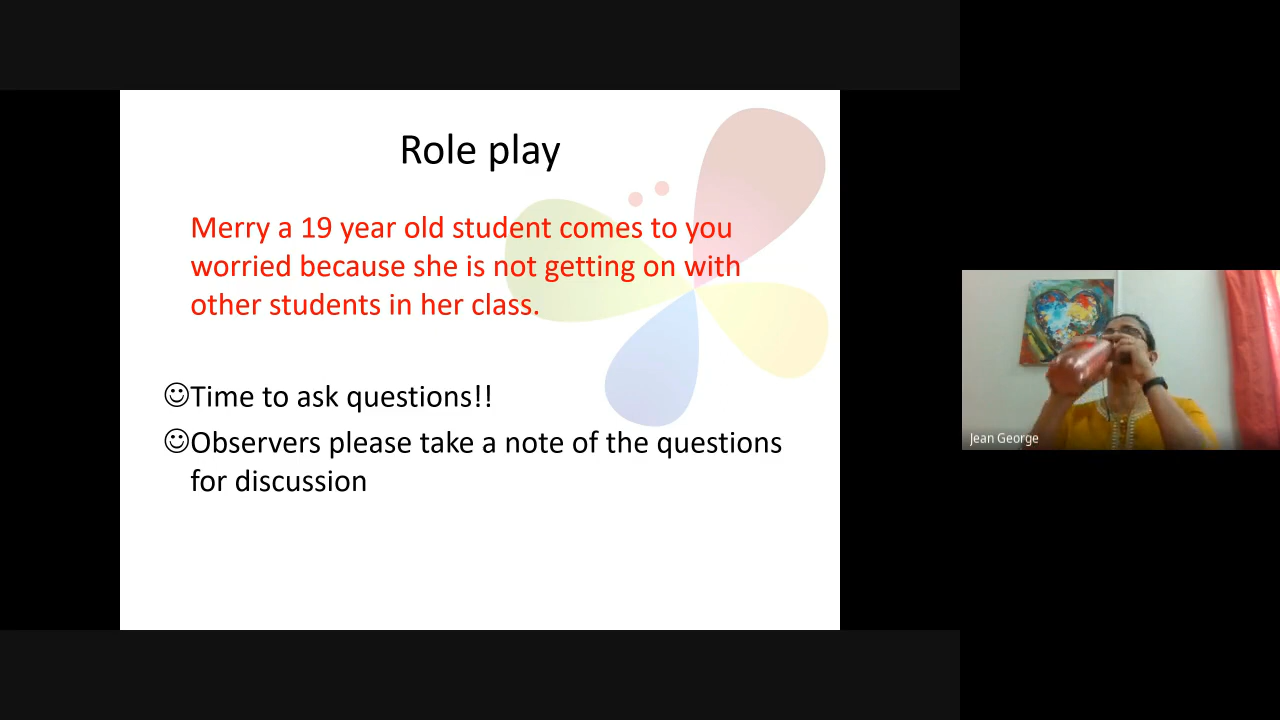 Role play
Merry a 19 year old student comes to you
worried because she is not getting on with
other students in her class.
☺Time to ask questions!!
☺Observers please take a note of the questions
for discussion
Jean George